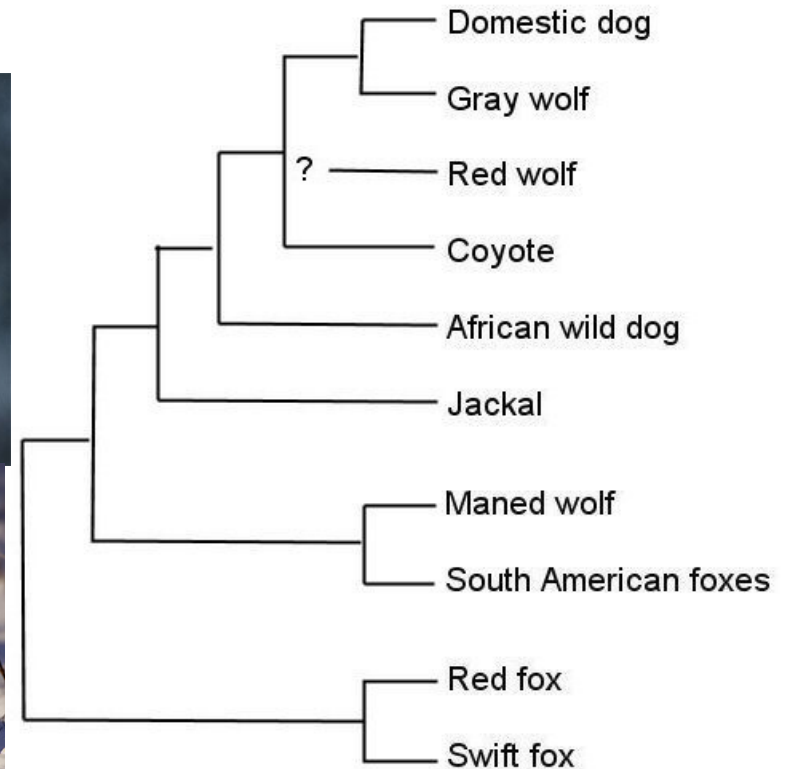 Domestic dog
Gray wolf
? Red wolf
Coyote
African wild dog
Jackal
Maned wolf
South American foxes
Red fox
Swift fox